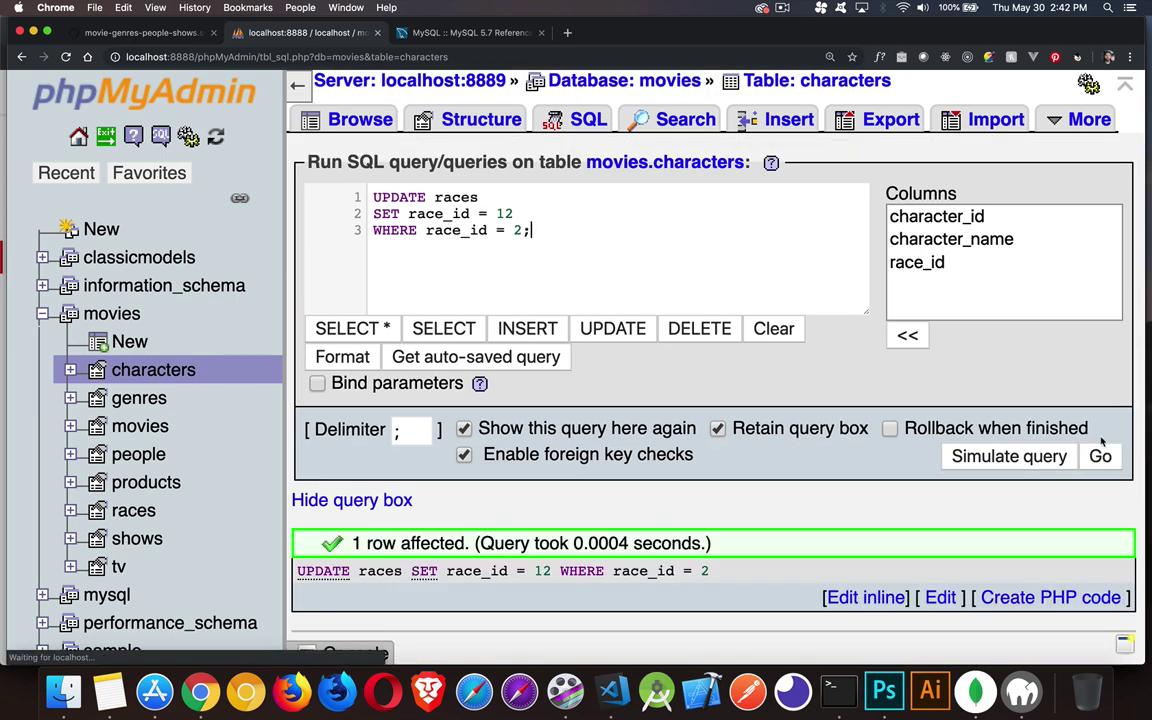 Chrome File Edit View History Bookmarks People Window Help 100% Thu May 30 2:42 PM
movie-genres-people-shows.s × localhost:8888 / localhost / mo × MySQL :: MySQL 5.7 Referenc × +
localhost:8888/phpMyAdmin/tbl_sql.php?db=movies&table=characters
phpMyAdmin
Recent Favorites
New
classicmodels
information_schema
movies
New
characters
genres
movies
people
products
races
shows
tv
mysql
performance_schema
sample
Waiting for localhost...
Server: localhost:8889 » Database: movies » Table: characters
Browse Structure SQL Search Insert Export Import More
Run SQL query/queries on table movies.characters:
1 UPDATE races
2 SET race_id = 12
3 WHERE race_id = 2;
Columns
character_id
character_name
race_id
<<
SELECT * SELECT INSERT UPDATE DELETE Clear
Format Get auto-saved query
Bind parameters
[ Delimiter ; ] Show this query here again Retain query box Rollback when finished
Enable foreign key checks
Simulate query Go
Hide query box
1 row affected. (Query took 0.0004 seconds.)
UPDATE races SET race_id = 12 WHERE race_id = 2
[Edit inline] [ Edit ] [ Create PHP code ]
Console
Ps Ai